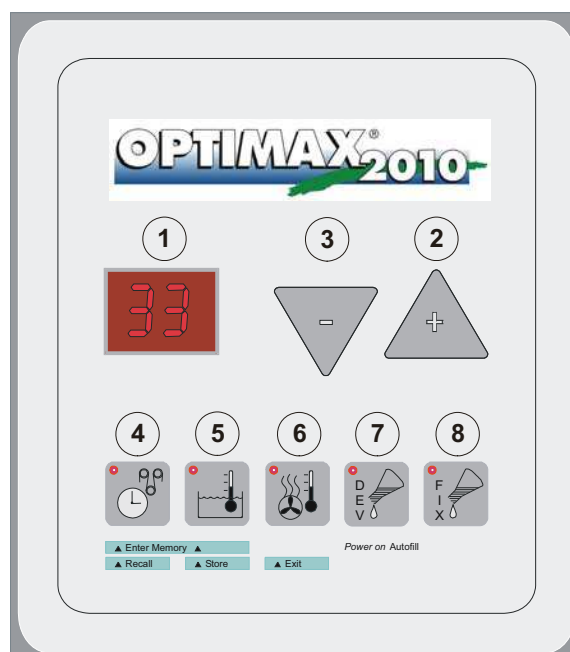 OPTIMAX® 2010
1 3 2
33 - +
4 5 6 7 8
DEV FIX
▲ Enter Memory ▲ Power on Autofill
▲ Recall ▲ Store ▲ Exit